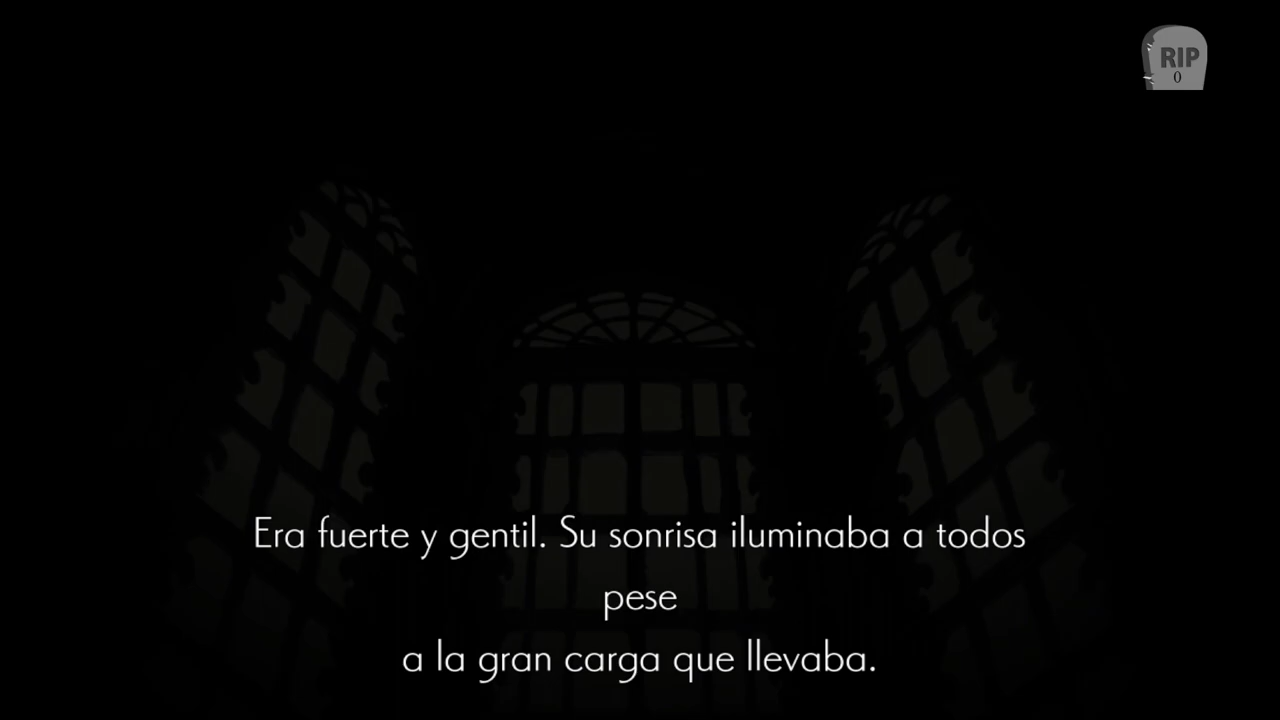 RIP
0
Era fuerte y gentil. Su sonrisa iluminaba a todos
pese
a la gran carga que llevaba.